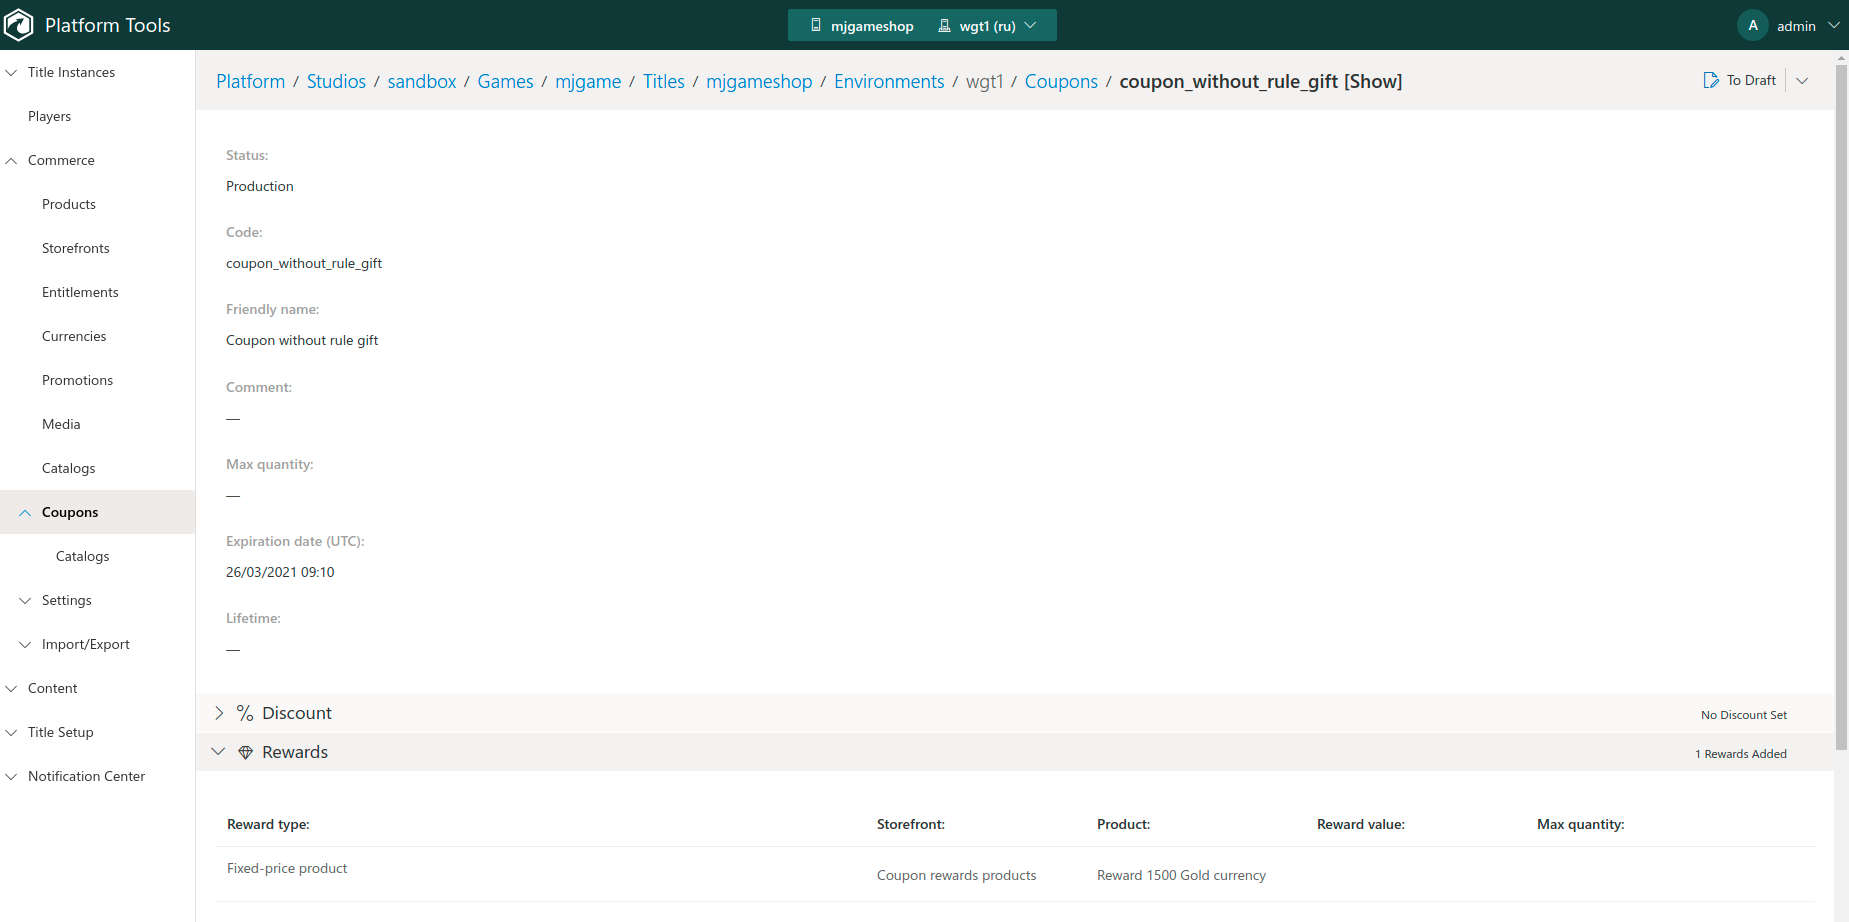 Platform Tools
mjgameshop wgt1 (ru)
A admin
Title Instances
Players
Commerce
Products
Storefronts
Entitlements
Currencies
Promotions
Media
Catalogs
Coupons
Catalogs
Settings
Import/Export
Content
Title Setup
Notification Center
Platform / Studios / sandbox / Games / mjgame / Titles / mjgameshop / Environments / wgt1 / Coupons / coupon_without_rule_gift [Show]
To Draft
Status:
Production
Code:
coupon_without_rule_gift
Friendly name:
Coupon without rule gift
Comment:
—
Max quantity:
—
Expiration date (UTC):
26/03/2021 09:10
Lifetime:
—
Discount No Discount Set
Rewards 1 Rewards Added
Reward type: Storefront: Product: Reward value: Max quantity:
Fixed-price product Coupon rewards products Reward 1500 Gold currency